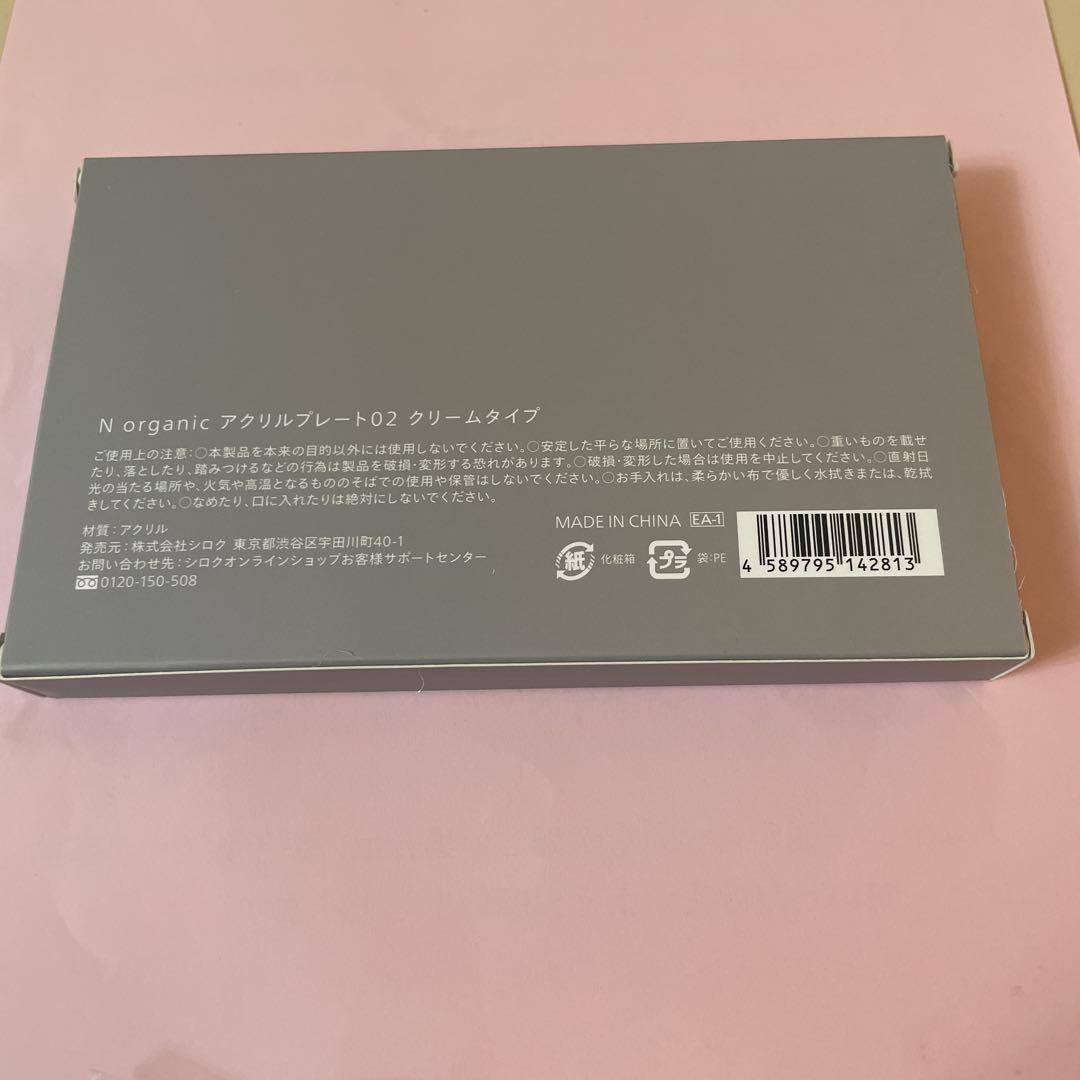 N organic アクリルプレート02 クリームタイプ
ご使用上の注意:○本製品を本来の目的以外には使用しないでください。○安定した平らな場所に置いてご使用ください。○重いものを載せ
たり、落としたり、踏みつけるなどの行為は製品を破損・変形する恐れがあります。○破損・変形した場合は使用を中止してください。○直射日
光の当たる場所や、火気や高温となるもののそばでの使用や保管はしないでください。○お手入れは、柔らかい布で優しく水拭きまたは、乾拭
きしてください。○なめたり、口に入れたりは絶対にしないでください。
材質:アクリル
発売元:株式会社シロク 東京都渋谷区宇田川町40-1
お問い合わせ先:シロクオンラインショップお客様サポートセンター
0120-150-508
MADE IN CHINA EA-1
紙 化粧箱 プラ 袋:PE
4 589795 142813